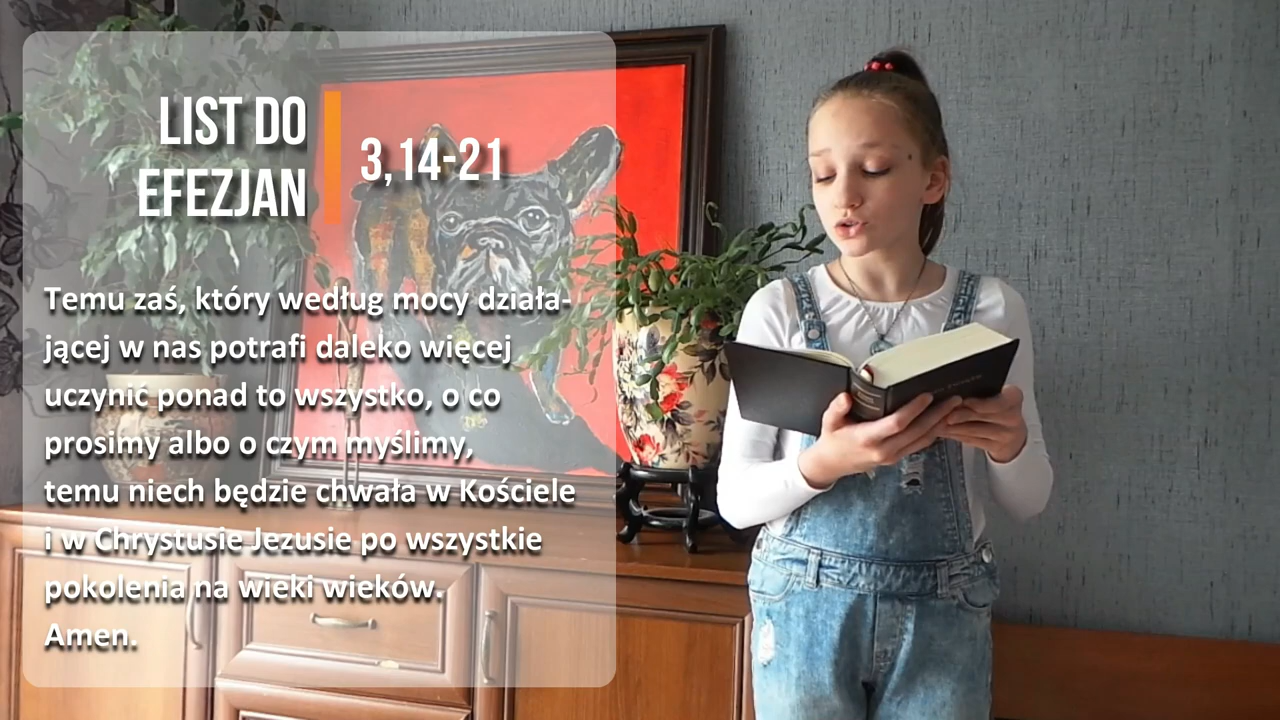 LIST DO
EFEZJAN
3,14-21
Temu zaś, który według mocy działa-
jącej w nas potrafi daleko więcej
uczynić ponad to wszystko, o co
prosimy albo o czym myślimy,
temu niech będzie chwała w Kościele
i w Chrystusie Jezusie po wszystkie
pokolenia na wieki wieków.
Amen.